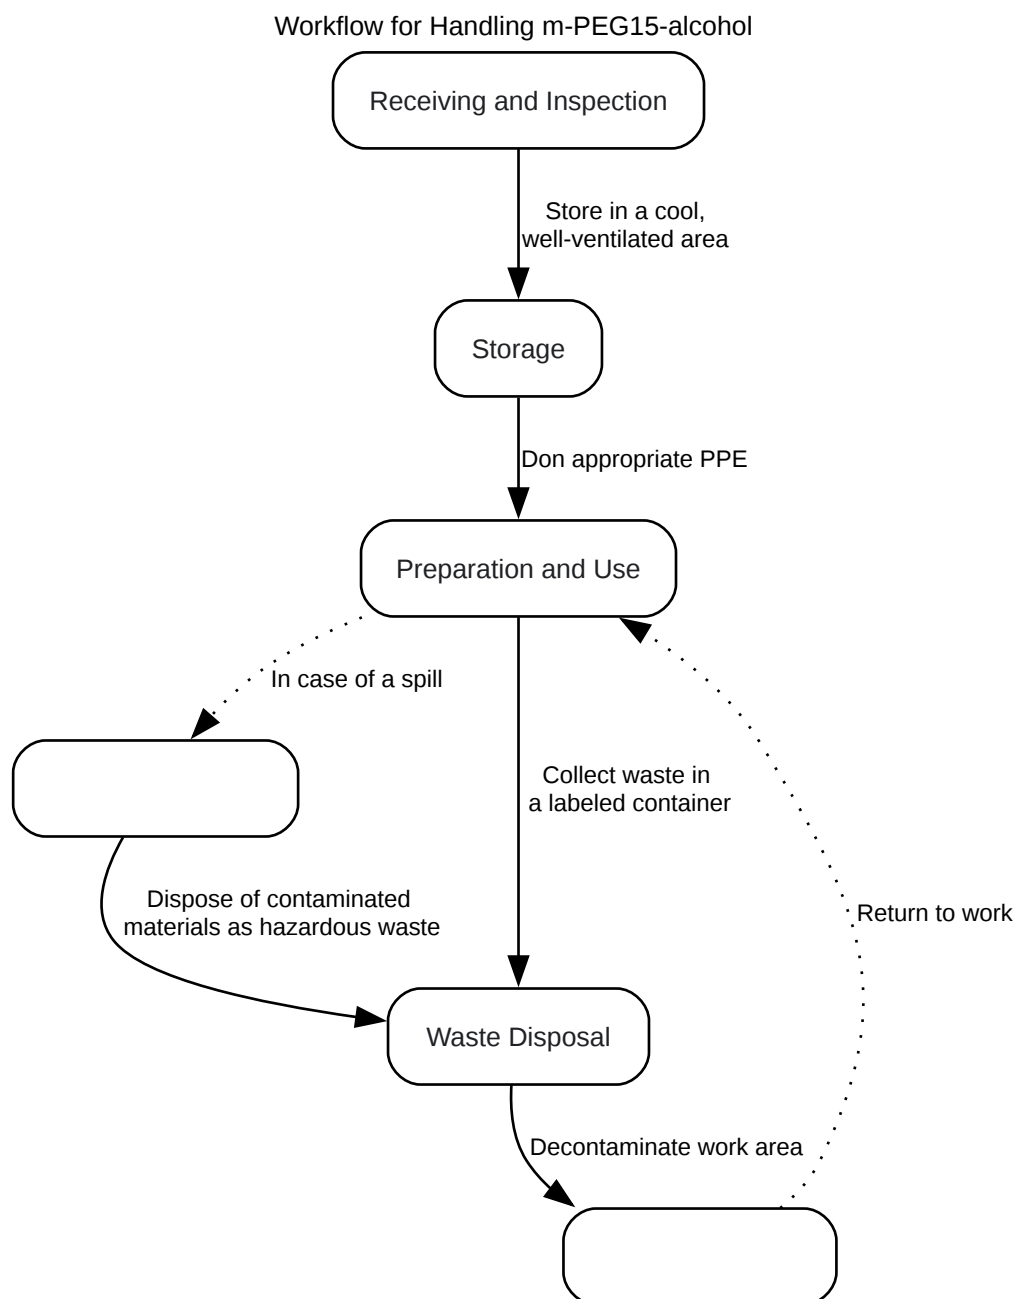 Workflow for Handling m-PEG15-alcohol
Receiving and Inspection
Store in a cool,
well-ventilated area
Storage
Don appropriate PPE
Preparation and Use
In case of a spill
Collect waste in
a labeled container
Dispose of contaminated
materials as hazardous waste
Return to work
Waste Disposal
Decontaminate work area